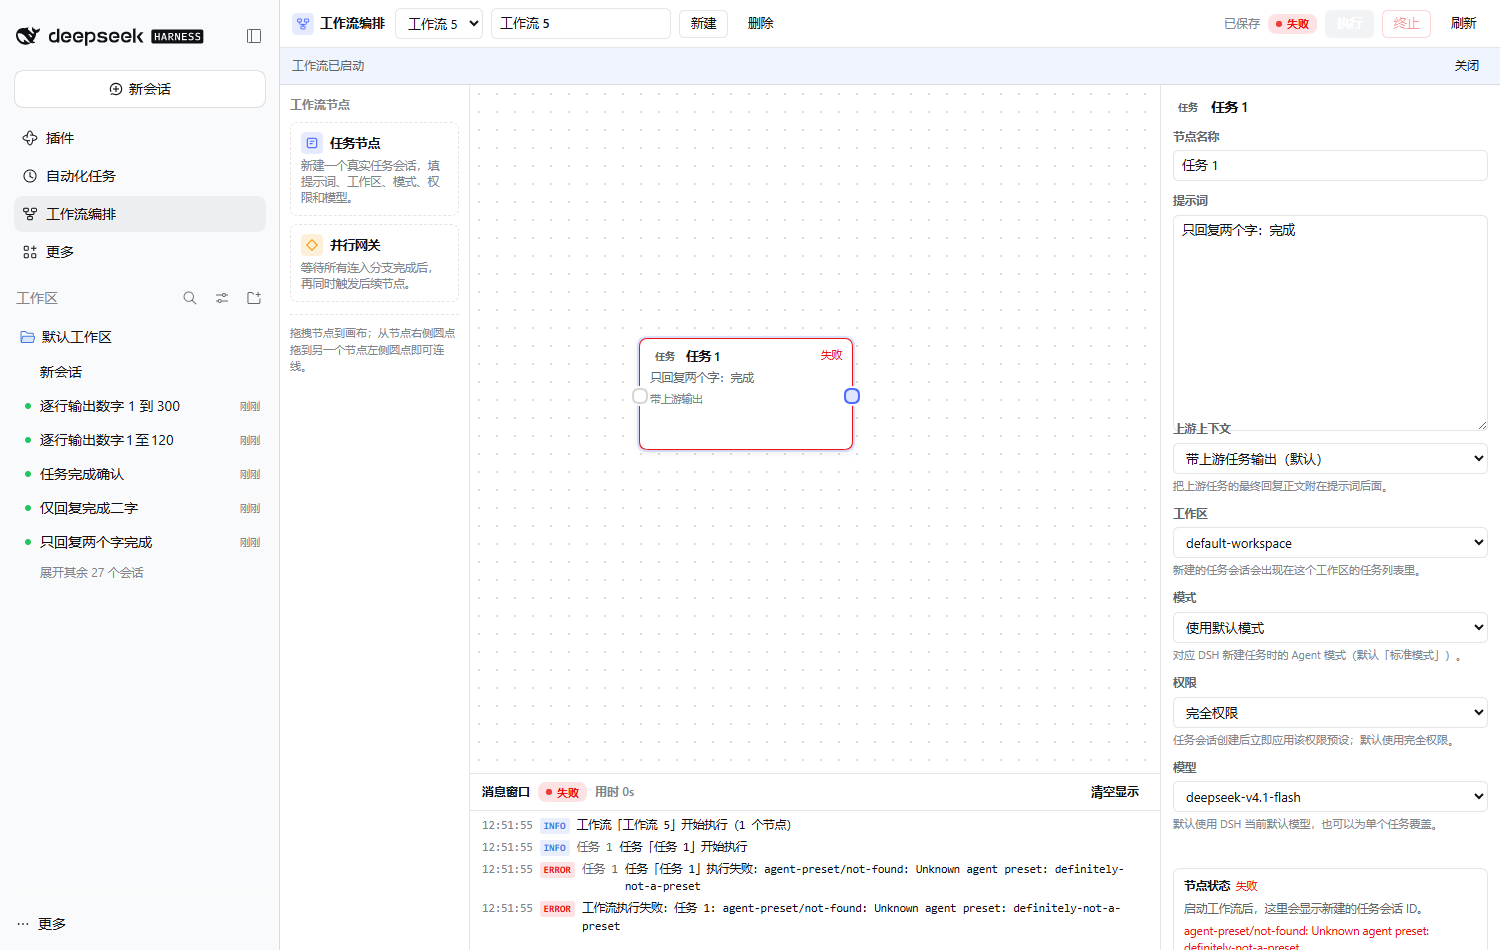 deepseek HARNESS
新会话
插件
自动化任务
工作流编排
更多
工作区
默认工作区
新会话
逐行输出数字 1 到 300 刚刚
逐行输出数字 1 至 120 刚刚
任务完成确认 刚刚
仅回复完成二字 刚刚
只回复两个字完成 刚刚
展开其余 27 个会话
··· 更多
工作流编排 工作流 5 工作流 5 新建 删除 已保存 失败 执行 终止 刷新
工作流已启动 关闭
工作流节点
任务节点
新建一个真实任务会话，填
提示词、工作区、模式、权
限和模型。
并行网关
等待所有连入分支完成后，
再同时触发后续节点。
拖拽节点到画布；从节点右侧圆点
拖到另一个节点左侧圆点即可连
线。
任务 任务 1 失败
只回复两个字：完成
带上游输出
消息窗口 失败 用时 0s 清空显示
12:51:55 INFO 工作流「工作流 5」开始执行（1 个节点）
12:51:55 INFO 任务 1 任务「任务 1」开始执行
12:51:55 ERROR 任务 1 任务「任务 1」执行失败: agent-preset/not-found: Unknown agent preset: definitely-
not-a-preset
12:51:55 ERROR 工作流执行失败: 任务 1: agent-preset/not-found: Unknown agent preset: definitely-not-a-
preset
任务 任务 1
节点名称
任务 1
提示词
只回复两个字：完成
上游上下文
带上游任务输出（默认）
把上游任务的最终回复正文附在提示词后面。
工作区
default-workspace
新建的任务会话会出现在这个工作区的任务列表里。
模式
使用默认模式
对应 DSH 新建任务时的 Agent 模式（默认「标准模式」）。
权限
完全权限
任务会话创建后立即应用该权限预设；默认使用完全权限。
模型
deepseek-v4.1-flash
默认使用 DSH 当前默认模型，也可以为单个任务覆盖。
节点状态 失败
启动工作流后，这里会显示新建的任务会话 ID。
agent-preset/not-found: Unknown agent preset:
definitely-not-a-preset